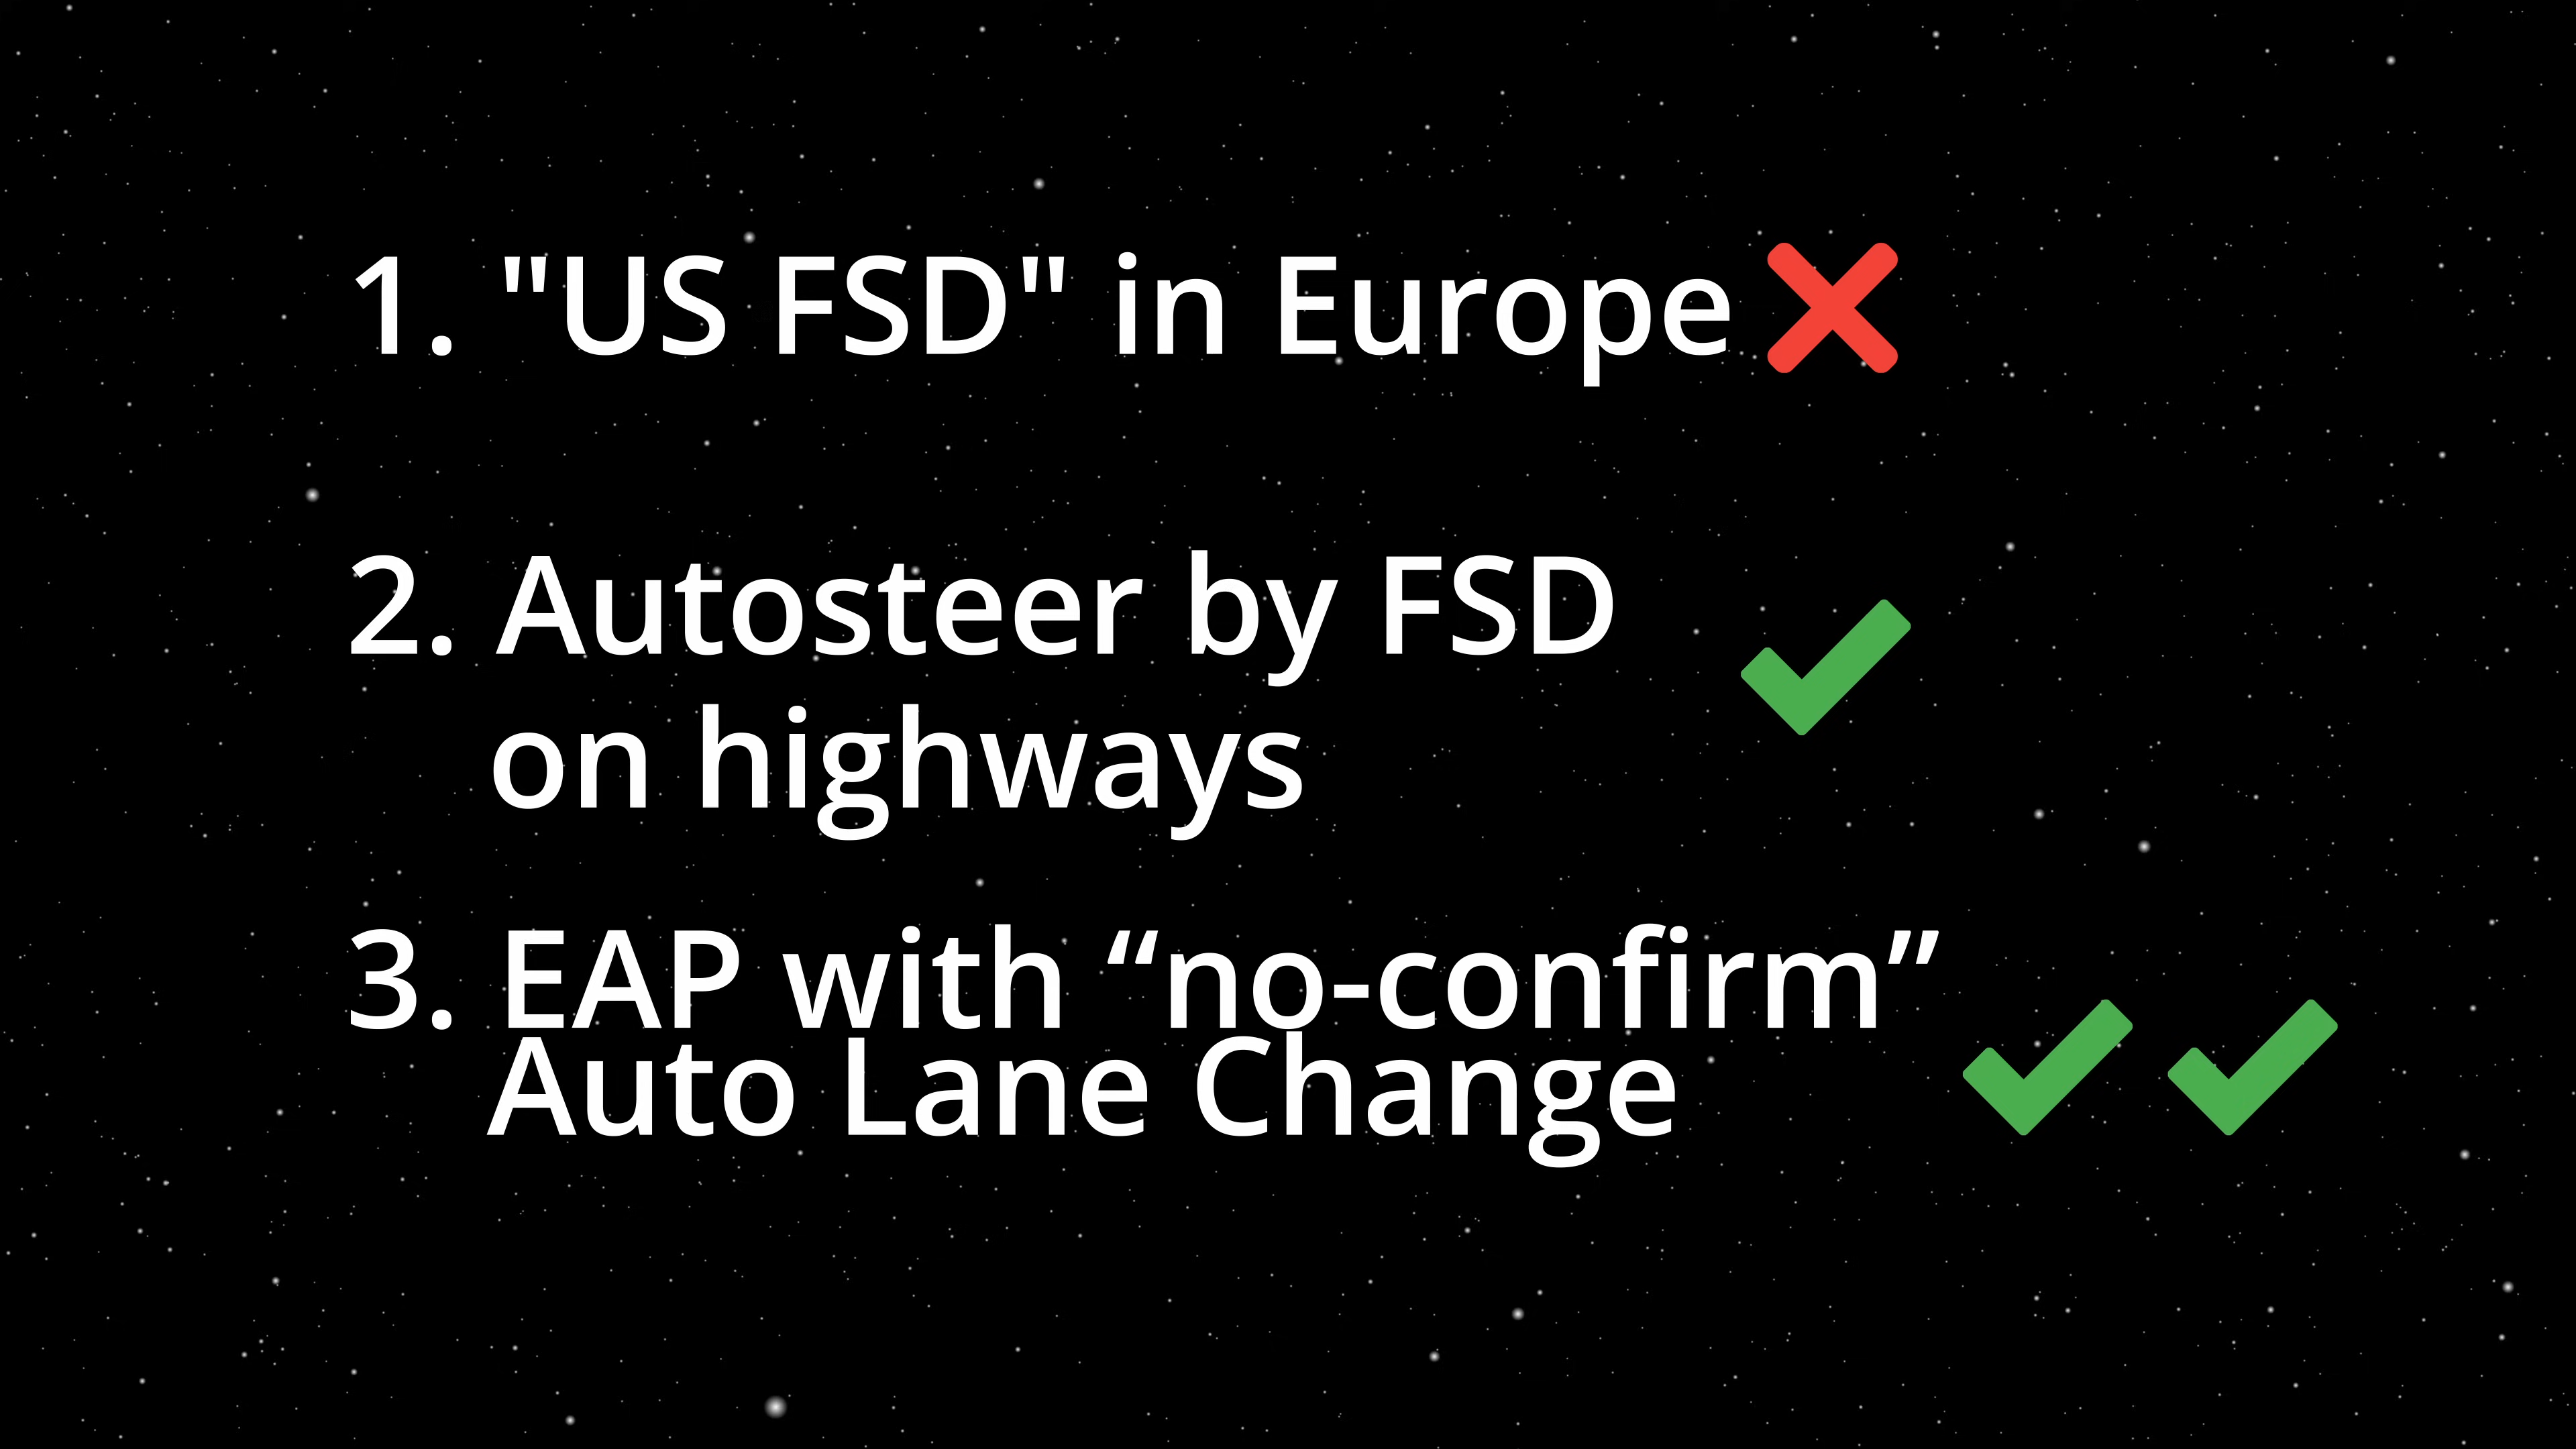 1. "US FSD" in Europe
2. Autosteer by FSD
on highways
3. EAP with “no-confirm”
Auto Lane Change